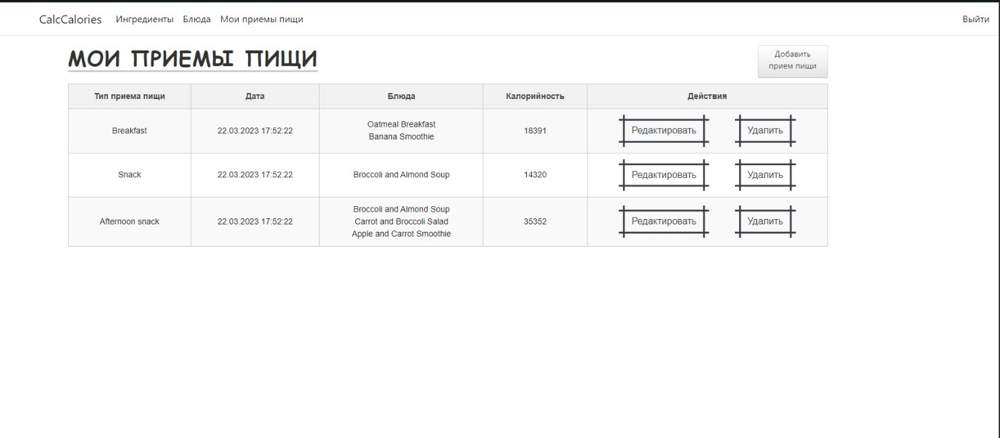 CalcCalories Ингредиенты Блюда Мои приемы пищи Выйти
МОИ ПРИЕМЫ ПИЩИ
Добавить
прием пищи
Тип приема пищи Дата Блюда Калорийность Действия
Breakfast 22.03.2023 17:52:22 Oatmeal Breakfast 18391 Редактировать Удалить
Banana Smoothie
Snack 22.03.2023 17:52:22 Broccoli and Almond Soup 14320 Редактировать Удалить
Broccoli and Almond Soup
Afternoon snack 22.03.2023 17:52:22 Carrot and Broccoli Salad 35352 Редактировать Удалить
Apple and Carrot Smoothie